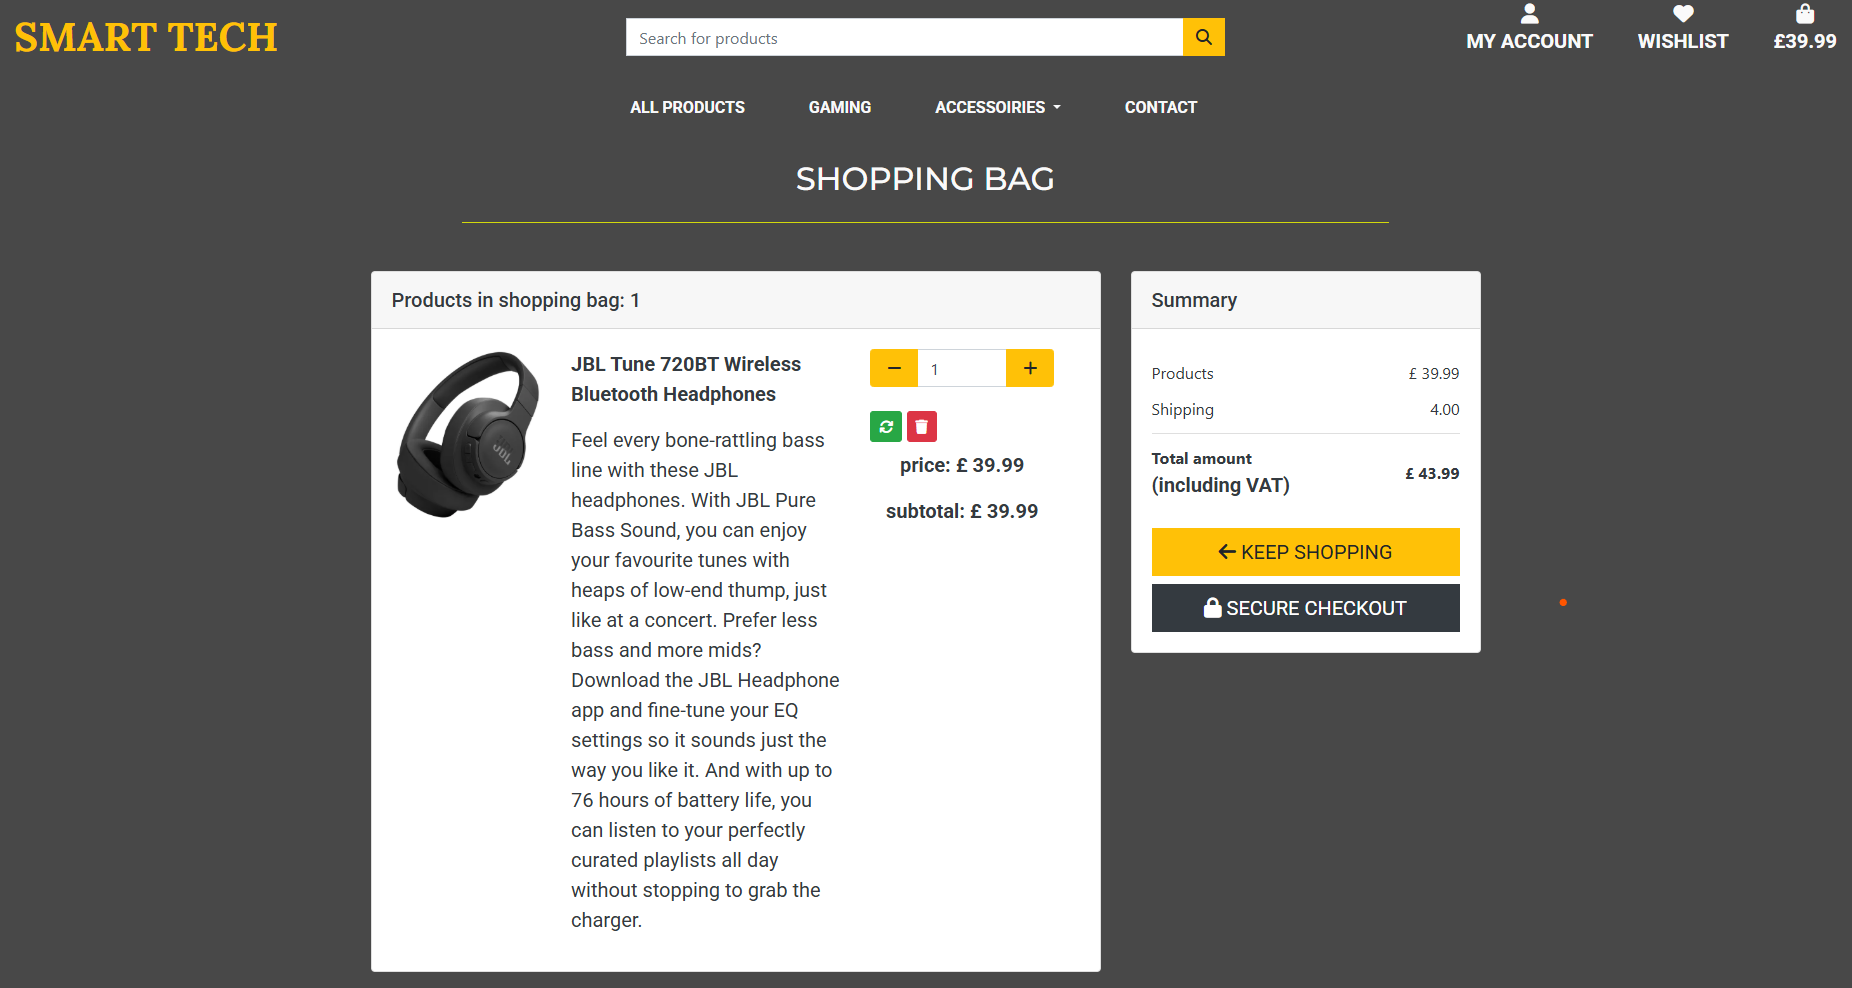 SMART TECH
Search for products
MY ACCOUNT
WISHLIST
£39.99
ALL PRODUCTS
GAMING
ACCESSOIRIES
CONTACT
SHOPPING BAG
Products in shopping bag: 1
JBL Tune 720BT Wireless
Bluetooth Headphones
Feel every bone-rattling bass
line with these JBL
headphones. With JBL Pure
Bass Sound, you can enjoy
your favourite tunes with
heaps of low-end thump, just
like at a concert. Prefer less
bass and more mids?
Download the JBL Headphone
app and fine-tune your EQ
settings so it sounds just the
way you like it. And with up to
76 hours of battery life, you
can listen to your perfectly
curated playlists all day
without stopping to grab the
charger.
JBL
1
price: £ 39.99
subtotal: £ 39.99
Summary
Products £ 39.99
Shipping 4.00
Total amount
(including VAT)
£ 43.99
KEEP SHOPPING
SECURE CHECKOUT